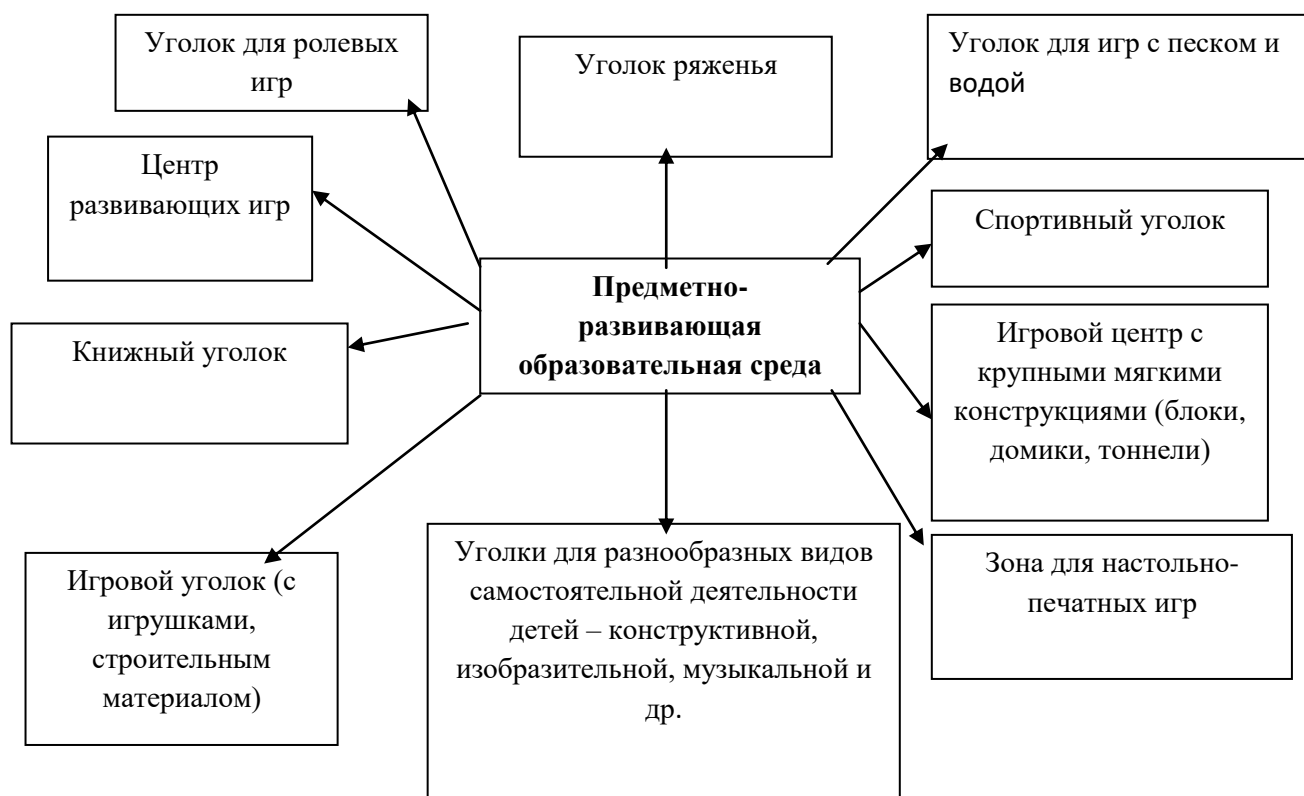 Уголок для ролевых
игр
Уголок ряженья
Уголок для игр с песком и
водой
Центр
развивающих игр
Спортивный уголок
Предметно-
развивающая
образовательная среда
Книжный уголок
Игровой центр с
крупными мягкими
конструкциями (блоки,
домики, тоннели)
Игровой уголок (с
игрушками,
строительным
материалом)
Уголки для разнообразных видов
самостоятельной деятельности
детей – конструктивной,
изобразительной, музыкальной и
др.
Зона для настольно-
печатных игр